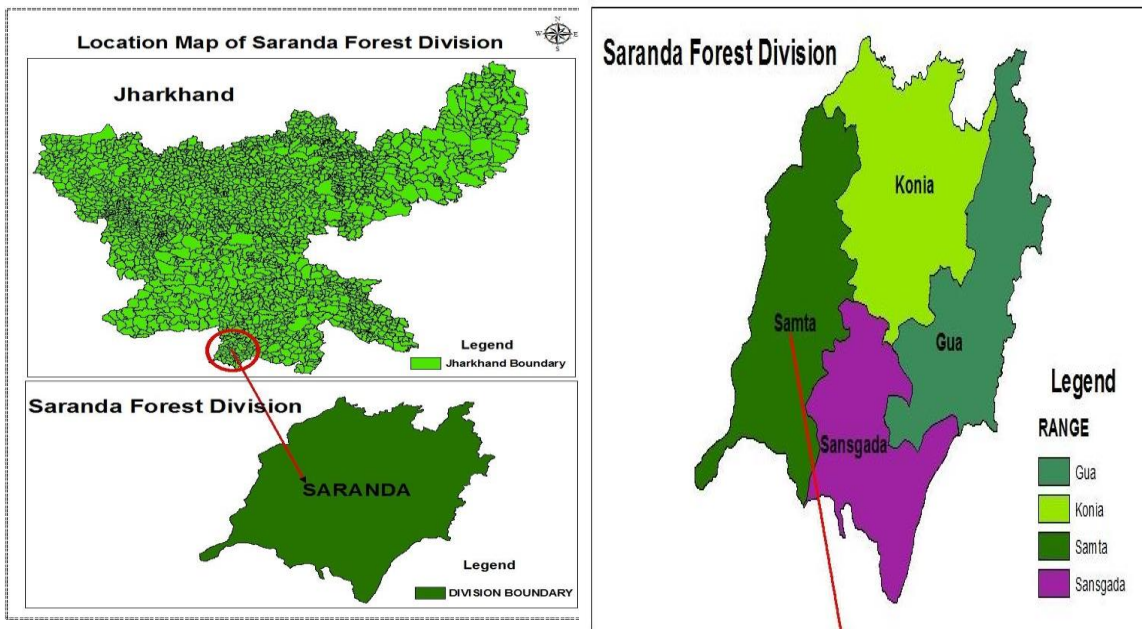 Location Map of Saranda Forest Division
N
W E
S
Jharkhand
Legend
Jharkhand Boundary
Saranda Forest Division
SARANDA
Legend
DIVISION BOUNDARY
Saranda Forest Division
Konia
Samta
Gua
Sansgada
Legend
RANGE
Gua
Konia
Samta
Sansgada